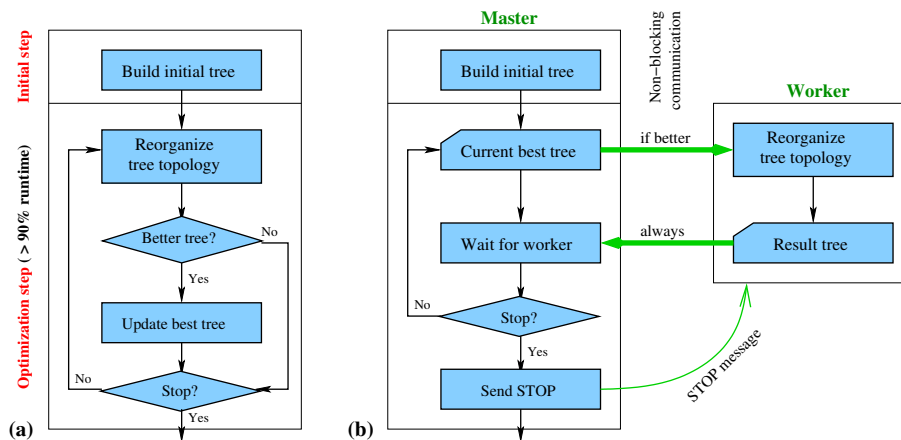 Initial step
Optimization step ( > 90% runtime)
Build initial tree
Reorganize
tree topology
Better tree?
No
Yes
Update best tree
No
Stop?
Yes
(a)
Master
Build initial tree
Non−blocking
communication
Current best tree
if better
Wait for worker
always
No
Stop?
Yes
Send STOP
STOP message
(b)
Worker
Reorganize
tree topology
Result tree